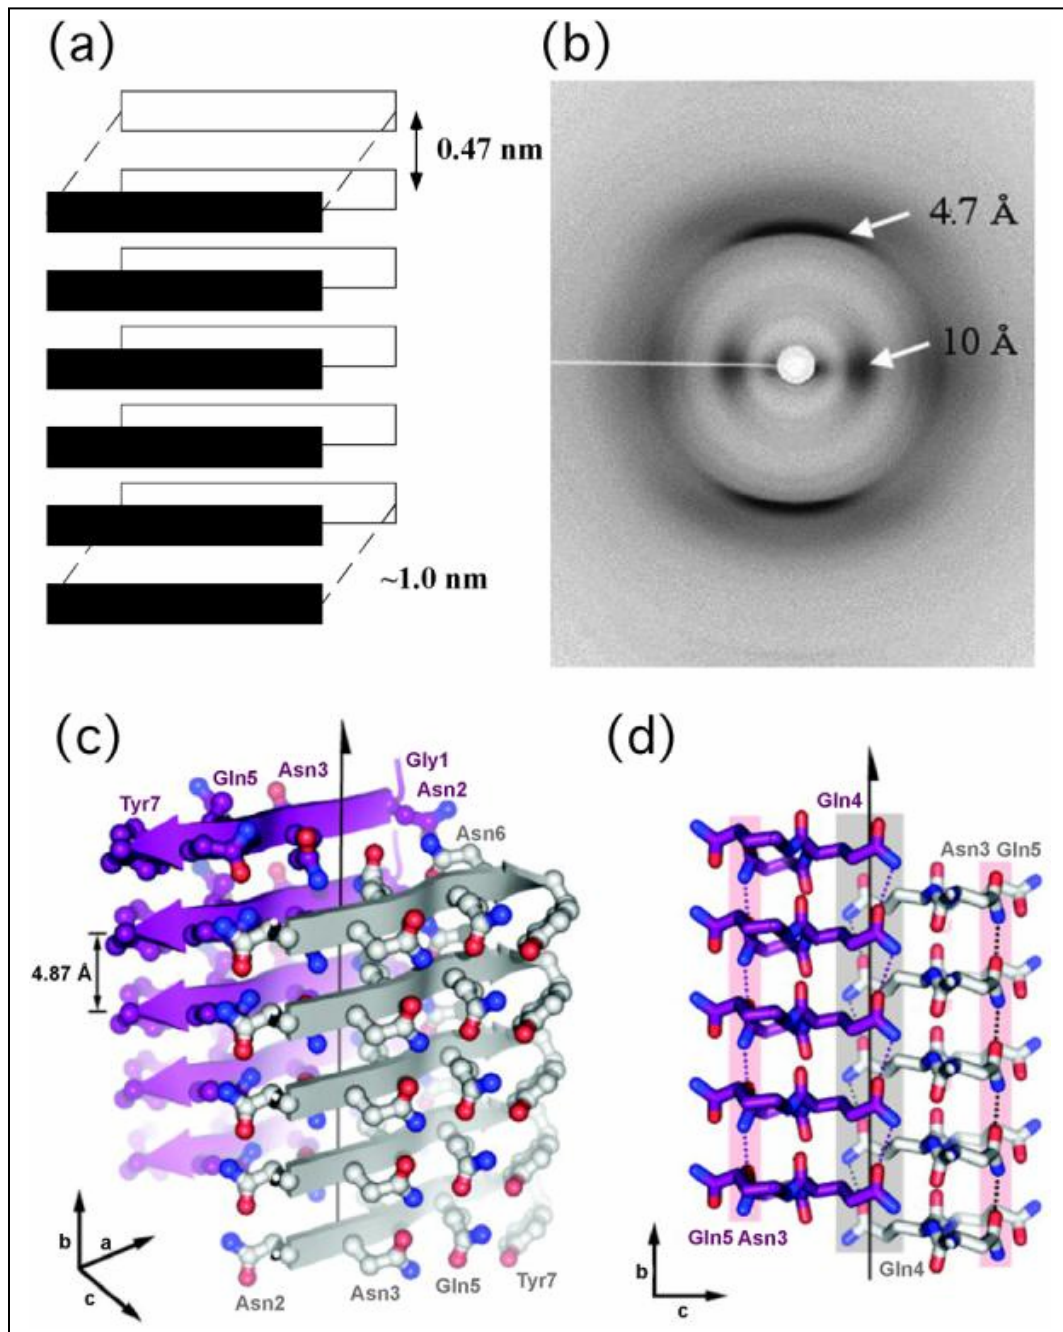 (a)
0.47 nm
~1.0 nm
(b)
4.7 Å
10 Å
(c)
Gly1
Asn3
Gln5
Asn2
Tyr7
Asn6
4.87 Å
b
a
c
Asn2
Asn3
Gln5
Tyr7
(d)
Gln4
Asn3 Gln5
Gln5 Asn3
Gln4
b
c